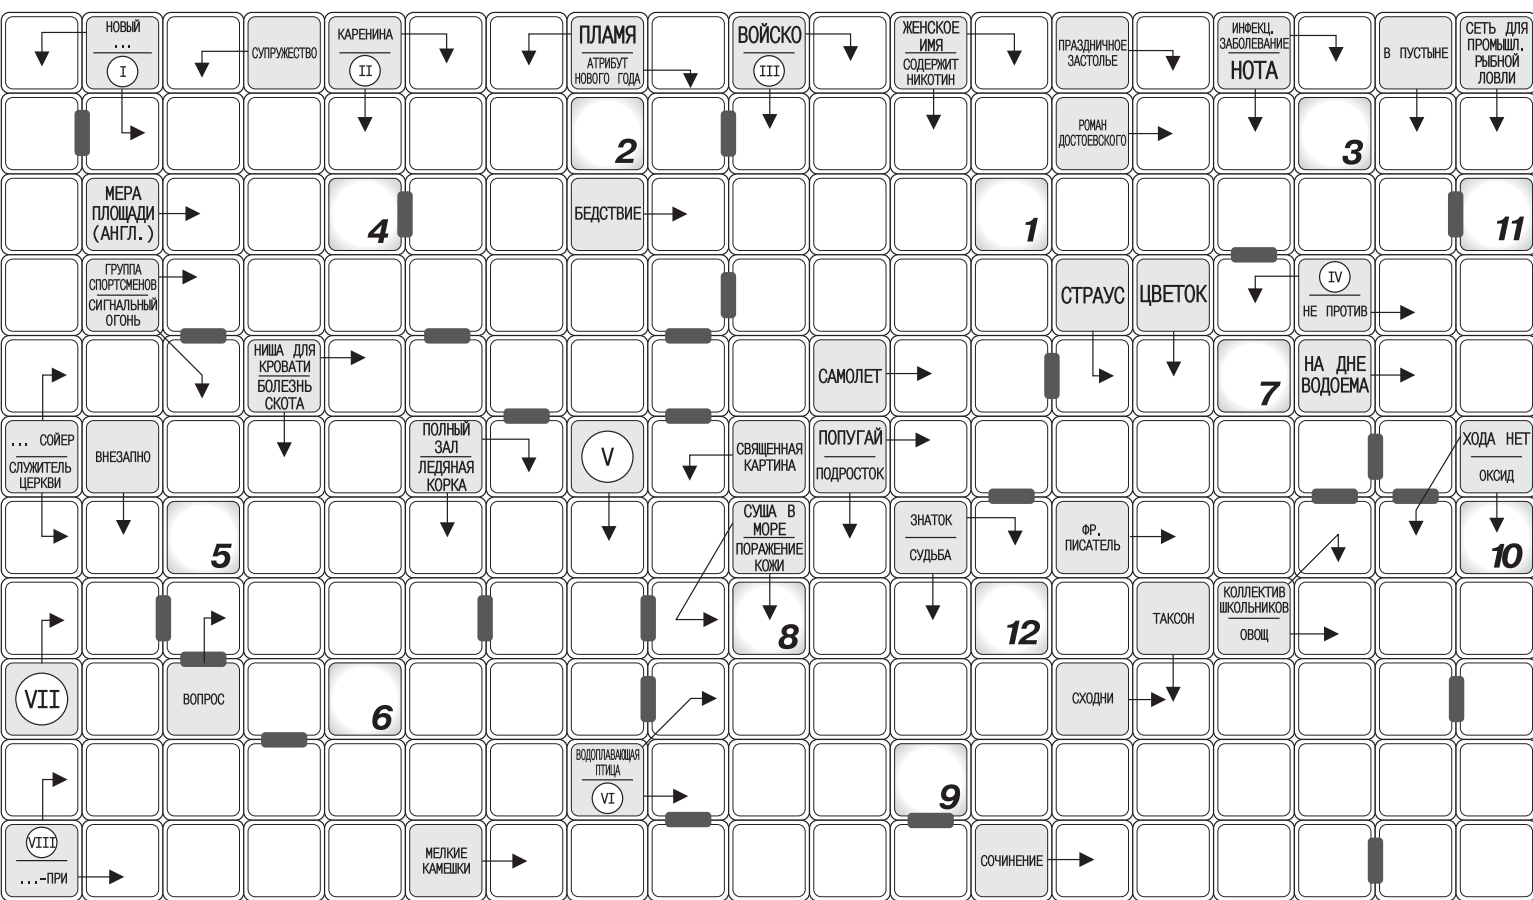 НОВЫЙ
...
I
СУПРУЖЕСТВО
КАРЕНИНА
II
ПЛАМЯ
АТРИБУТ
НОВОГО ГОДА
ВОЙСКО
III
ЖЕНСКОЕ
ИМЯ
СОДЕРЖИТ
НИКОТИН
ПРАЗДНИЧНОЕ
ЗАСТОЛЬЕ
ИНФЕКЦ.
ЗАБОЛЕВАНИЕ
НОТА
В ПУСТЫНЕ
СЕТЬ ДЛЯ
ПРОМЫШЛ.
РЫБНОЙ
ЛОВЛИ
2
РОМАН
ДОСТОЕВСКОГО
3
МЕРА
ПЛОЩАДИ
(АНГЛ.)
4
БЕДСТВИЕ
1
11
ГРУППА
СПОРТСМЕНОВ
СИГНАЛЬНЫЙ
ОГОНЬ
СТРАУС
ЦВЕТОК
IV
НЕ ПРОТИВ
НИША ДЛЯ
КРОВАТИ
БОЛЕЗНЬ
СКОТА
САМОЛЕТ
7
НА ДНЕ
ВОДОЕМА
... СОЙЕР
СЛУЖИТЕЛЬ
ЦЕРКВИ
ВНЕЗАПНО
ПОЛНЫЙ
ЗАЛ
ЛЕДЯНАЯ
КОРКА
V
СВЯЩЕННАЯ
КАРТИНА
ПОПУГАЙ
ПОДРОСТОК
ХОДА НЕТ
ОКСИД
5
СУША В
МОРЕ
ПОРАЖЕНИЕ
КОЖИ
ЗНАТОК
СУДЬБА
ФР.
ПИСАТЕЛЬ
10
8
12
ТАКСОН
КОЛЛЕКТИВ
ШКОЛЬНИКОВ
ОВОЩ
VII
ВОПРОС
6
СХОДНИ
ВОДОПЛАВАЮЩАЯ
ПТИЦА
VI
9
VIII
...-ПРИ
МЕЛКИЕ
КАМЕШКИ
СОЧИНЕНИЕ